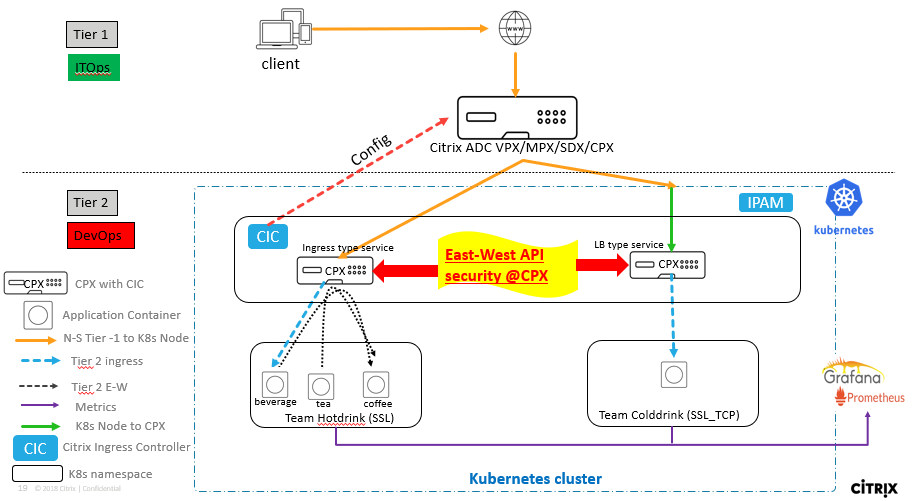 Tier 1
ITOps
client
WWW
Config
Citrix ADC VPX/MPX/SDX/CPX
Tier 2
DevOps
IPAM
kubernetes
CIC
Ingress type service
LB type service
CPX
East-West API
security @CPX
CPX
CPX
CPX with CIC
Application Container
N-S Tier -1 to K8s Node
Tier 2 ingress
Tier 2 E-W
Metrics
K8s Node to CPX
CIC
Citrix Ingress Controller
K8s namespace
beverage
tea
coffee
Team Hotdrink (SSL)
Team Colddrink (SSL_TCP)
Grafana
Prometheus
Kubernetes cluster
19
© 2018 Citrix | Confidential
CITRIX